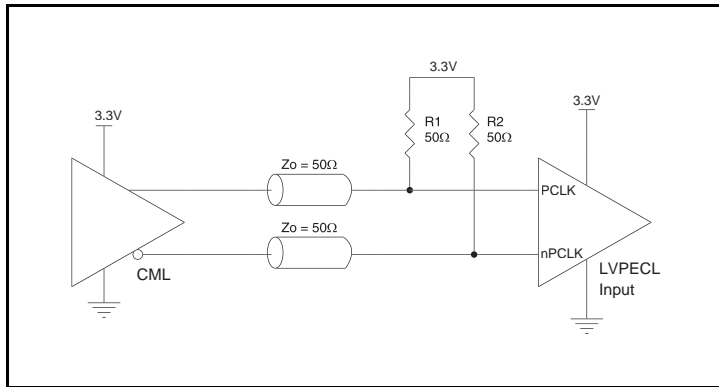 3.3V
3.3V
3.3V
R1
50Ω
R2
50Ω
Zo = 50Ω
PCLK
Zo = 50Ω
nPCLK
CML
LVPECL
Input